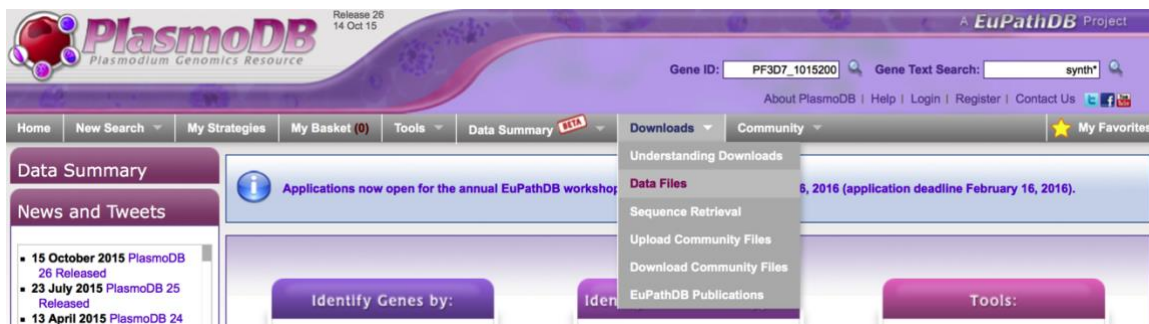 PlasmoDB
Plasmodium Genomics Resource
Release 26
14 Oct 15
A EuPathDB Project
Gene ID: PF3D7_1015200 Gene Text Search: synth*
About PlasmoDB | Help | Login | Register | Contact Us
Home New Search My Strategies My Basket (0) Tools Data Summary BETA Downloads Community My Favorites
Understanding Downloads
Data Files
Sequence Retrieval
Upload Community Files
Download Community Files
EuPathDB Publications
Data Summary
News and Tweets
Applications now open for the annual EuPathDB workshop 6, 2016 (application deadline February 16, 2016).
15 October 2015 PlasmoDB
26 Released
23 July 2015 PlasmoDB 25
Released
13 April 2015 PlasmoDB 24
Identify Genes by:
Iden
Tools: